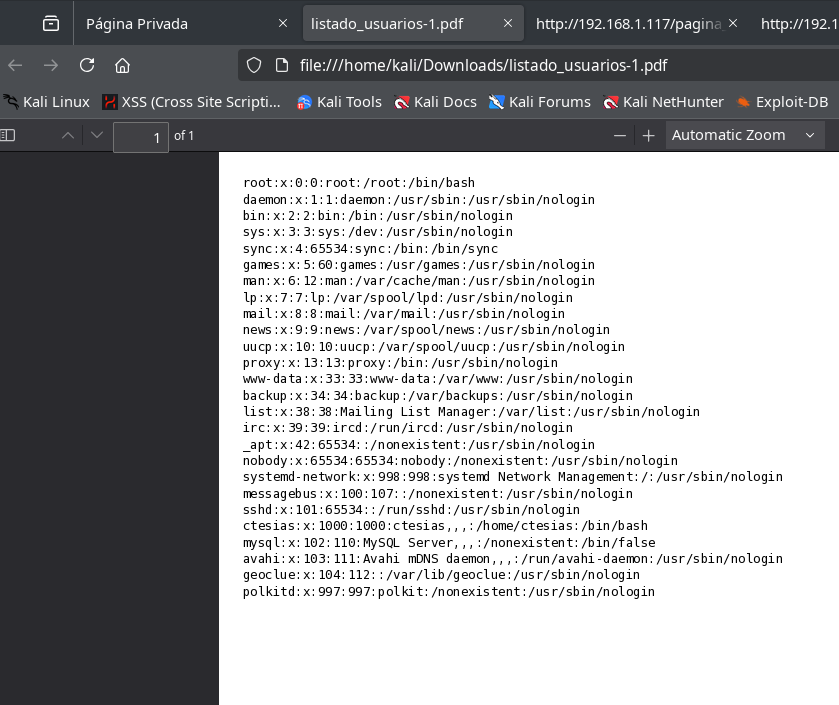 Página Privada
listado_usuarios-1.pdf
http://192.168.1.117/pagina
http://192.1
file:///home/kali/Downloads/listado_usuarios-1.pdf
Kali Linux
XSS (Cross Site Scripti...
Kali Tools
Kali Docs
Kali Forums
Kali NetHunter
Exploit-DB
1 of 1
Automatic Zoom
root:x:0:0:root:/root:/bin/bash
daemon:x:1:1:daemon:/usr/sbin:/usr/sbin/nologin
bin:x:2:2:bin:/bin:/usr/sbin/nologin
sys:x:3:3:sys:/dev:/usr/sbin/nologin
sync:x:4:65534:sync:/bin:/bin/sync
games:x:5:60:games:/usr/games:/usr/sbin/nologin
man:x:6:12:man:/var/cache/man:/usr/sbin/nologin
lp:x:7:7:lp:/var/spool/lpd:/usr/sbin/nologin
mail:x:8:8:mail:/var/mail:/usr/sbin/nologin
news:x:9:9:news:/var/spool/news:/usr/sbin/nologin
uucp:x:10:10:uucp:/var/spool/uucp:/usr/sbin/nologin
proxy:x:13:13:proxy:/bin:/usr/sbin/nologin
www-data:x:33:33:www-data:/var/www:/usr/sbin/nologin
backup:x:34:34:backup:/var/backups:/usr/sbin/nologin
list:x:38:38:Mailing List Manager:/var/list:/usr/sbin/nologin
irc:x:39:39:ircd:/run/ircd:/usr/sbin/nologin
_apt:x:42:65534::/nonexistent:/usr/sbin/nologin
nobody:x:65534:65534:nobody:/nonexistent:/usr/sbin/nologin
systemd-network:x:998:998:systemd Network Management:/:/usr/sbin/nologin
messagebus:x:100:107::/nonexistent:/usr/sbin/nologin
sshd:x:101:65534::/run/sshd:/usr/sbin/nologin
ctesias:x:1000:1000:ctesias,,,:/home/ctesias:/bin/bash
mysql:x:102:110:MySQL Server,,,:/nonexistent:/bin/false
avahi:x:103:111:Avahi mDNS daemon,,,:/run/avahi-daemon:/usr/sbin/nologin
geoclue:x:104:112::/var/lib/geoclue:/usr/sbin/nologin
polkitd:x:997:997:polkit:/nonexistent:/usr/sbin/nologin